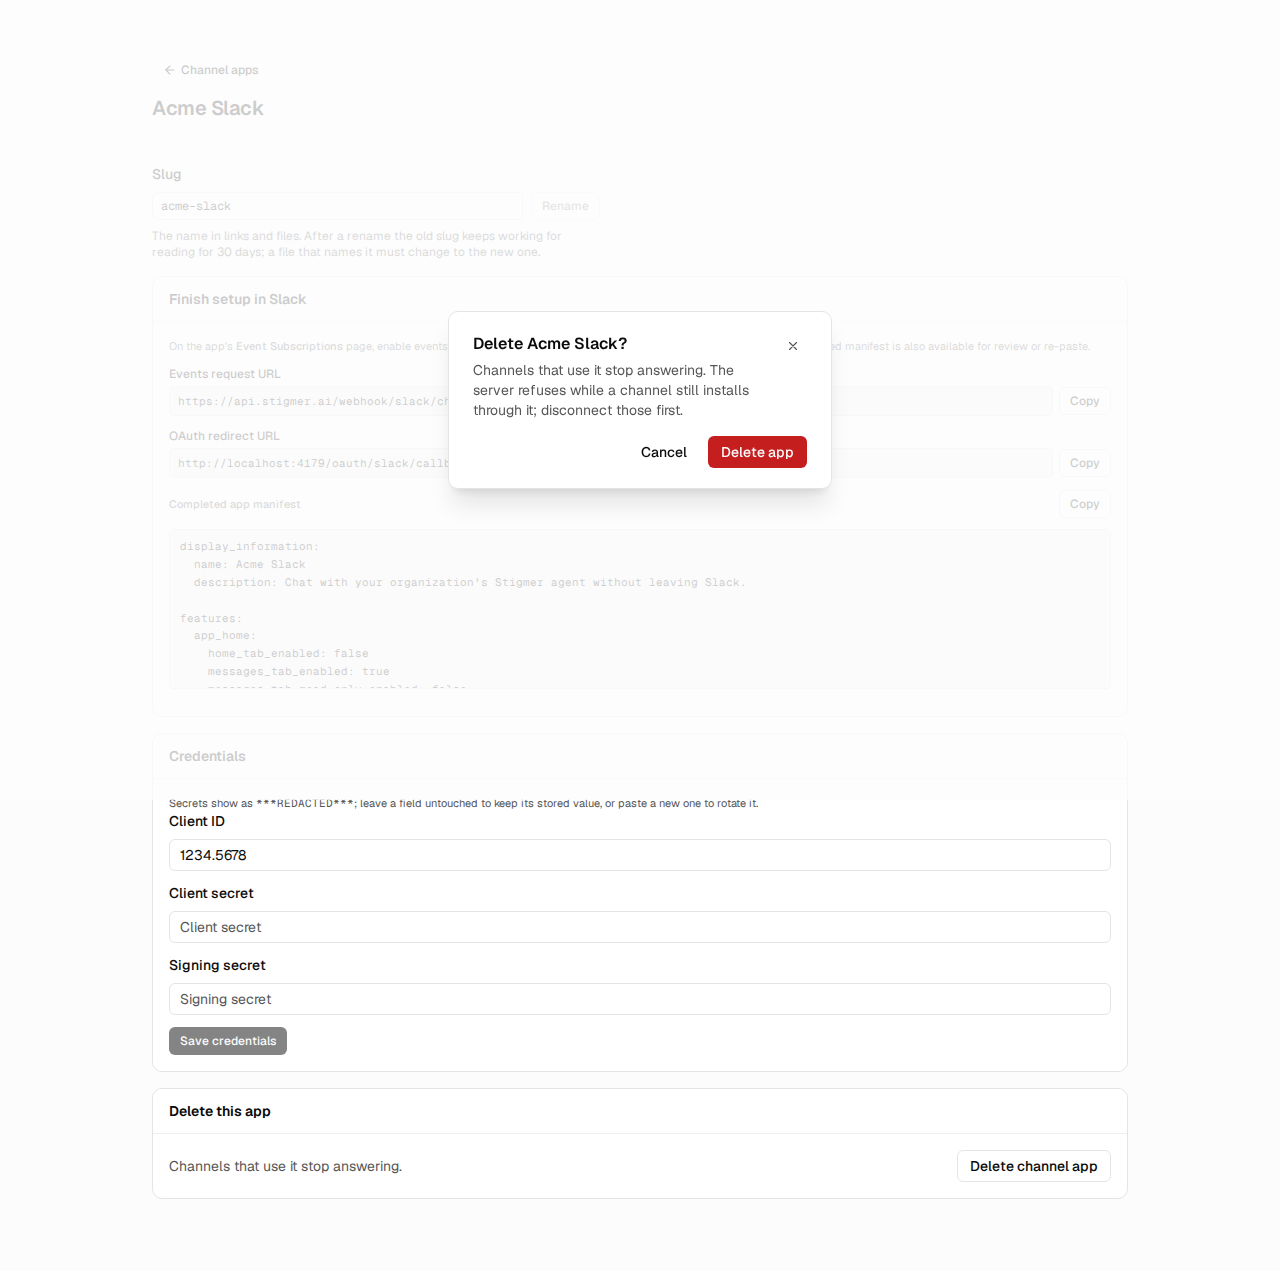 Channel apps
Acme Slack
Slug
acme-slack
Rename
The name in links and files. After a rename the old slug keeps working for
reading for 30 days; a file that names it must change to the new one.
Finish setup in Slack
On the app's Event Subscriptions page, enable events
ed manifest is also available for review or re-paste.
Delete Acme Slack?
Channels that use it stop answering. The
server refuses while a channel still installs
through it; disconnect those first.
Cancel
Delete app
Events request URL
https://api.stigmer.ai/webhook/slack/ch
Copy
OAuth redirect URL
http://localhost:4179/oauth/slack/callb
Copy
Completed app manifest
Copy
display_information:
name: Acme Slack
description: Chat with your organization's Stigmer agent without leaving Slack.
features:
app_home:
home_tab_enabled: false
messages_tab_enabled: true
Credentials
Secrets show as ***REDACTED***; leave a field untouched to keep its stored value, or paste a new one to rotate it.
Client ID
1234.5678
Client secret
Client secret
Signing secret
Signing secret
Save credentials
Delete this app
Channels that use it stop answering.
Delete channel app